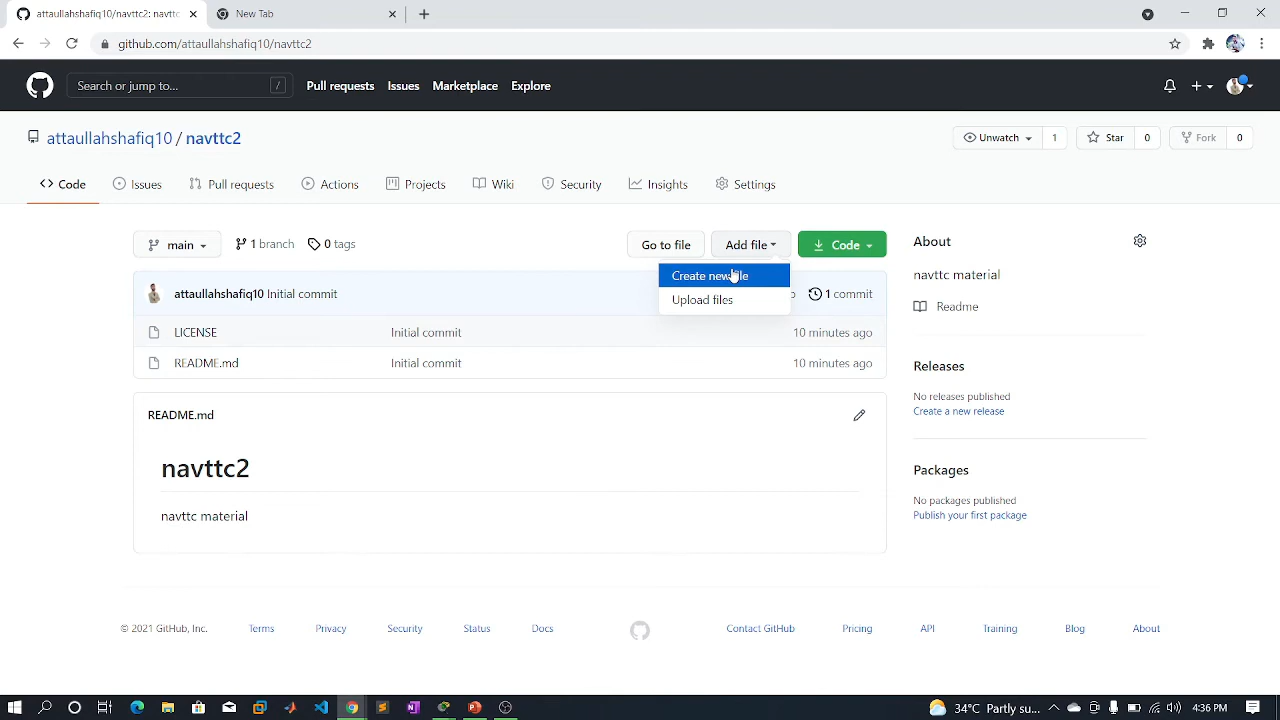 attaullahshafiq10/navttc2: navttc
New Tab
github.com/attaullahshafiq10/navttc2
Search or jump to... /
Pull requests Issues Marketplace Explore
attaullahshafiq10 / navttc2
Unwatch 1 Star 0 Fork 0
Code Issues Pull requests Actions Projects Wiki Security Insights Settings
main 1 branch 0 tags Go to file Add file Code
Create new file
Upload files
attaullahshafiq10 Initial commit 1 commit
LICENSE Initial commit 10 minutes ago
README.md Initial commit 10 minutes ago
README.md
navttc2
navttc material
About
navttc material
Readme
Releases
No releases published
Create a new release
Packages
No packages published
Publish your first package
© 2021 GitHub, Inc. Terms Privacy Security Status Docs Contact GitHub Pricing API Training Blog About
34°C Partly su... 4:36 PM